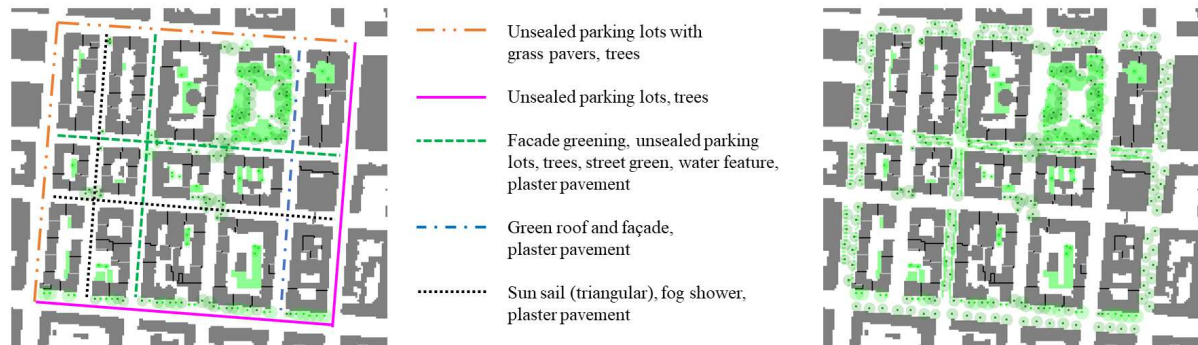 Unsealed parking lots with
grass pavers, trees
Unsealed parking lots, trees
Facade greening, unsealed parking
lots, trees, street green, water feature,
plaster pavement
Green roof and façade,
plaster pavement
Sun sail (triangular), fog shower,
plaster pavement